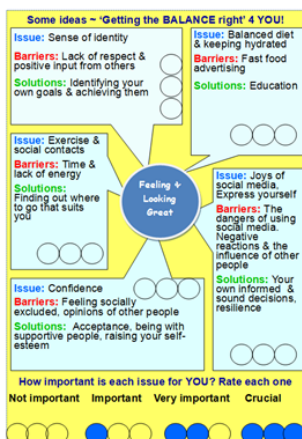 Some ideas ~ 'Getting the BALANCE right' 4 YOU!
Issue: Sense of identity
Barriers: Lack of respect &
positive input from others
Solutions: Identifying your
own goals & achieving them
Issue: Balanced diet
& keeping hydrated
Barriers: Fast food
advertising
Solutions: Education
Issue: Exercise &
social contacts
Barriers: Time &
lack of energy
Solutions:
Finding out where
to go that suits
you
Feeling &
Looking
Great
Issue: Joys of
social media,
Express yourself
Barriers: The
dangers of using
social media.
Negative
reactions & the
influence of other
people
Solutions: Your
own informed &
sound decisions,
resilience
Issue: Confidence
Barriers: Feeling socially
excluded, opinions of other people
Solutions: Acceptance, being with
supportive people, raising your self-
esteem
How important is each issue for YOU? Rate each one
Not important Important Very important Crucial